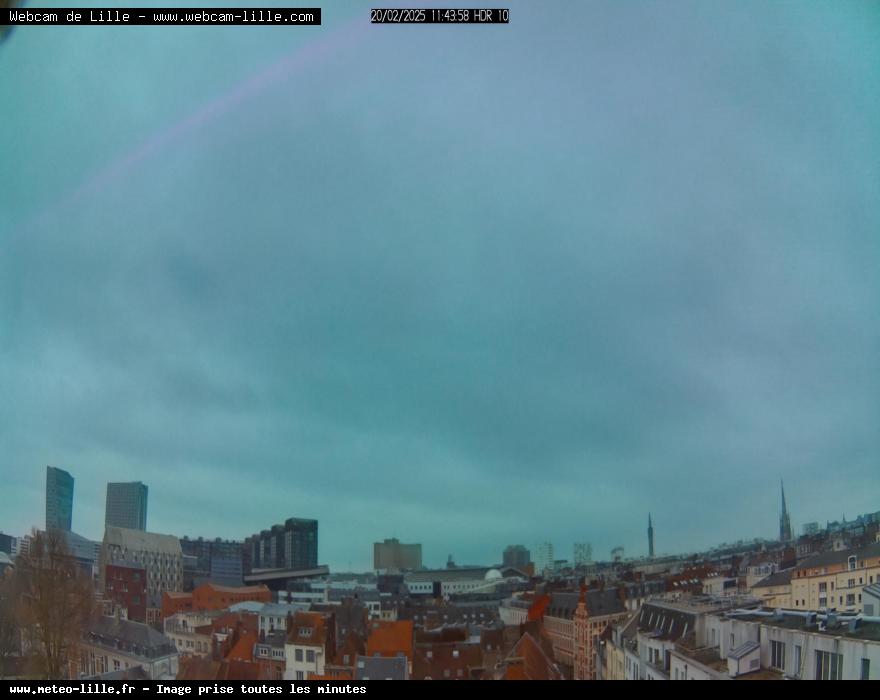 Webcam de Lille - www.webcam-lille.com
20/02/2025 11:43:58 HDR 10
www.meteo-lille.fr - Image prise toutes les minutes